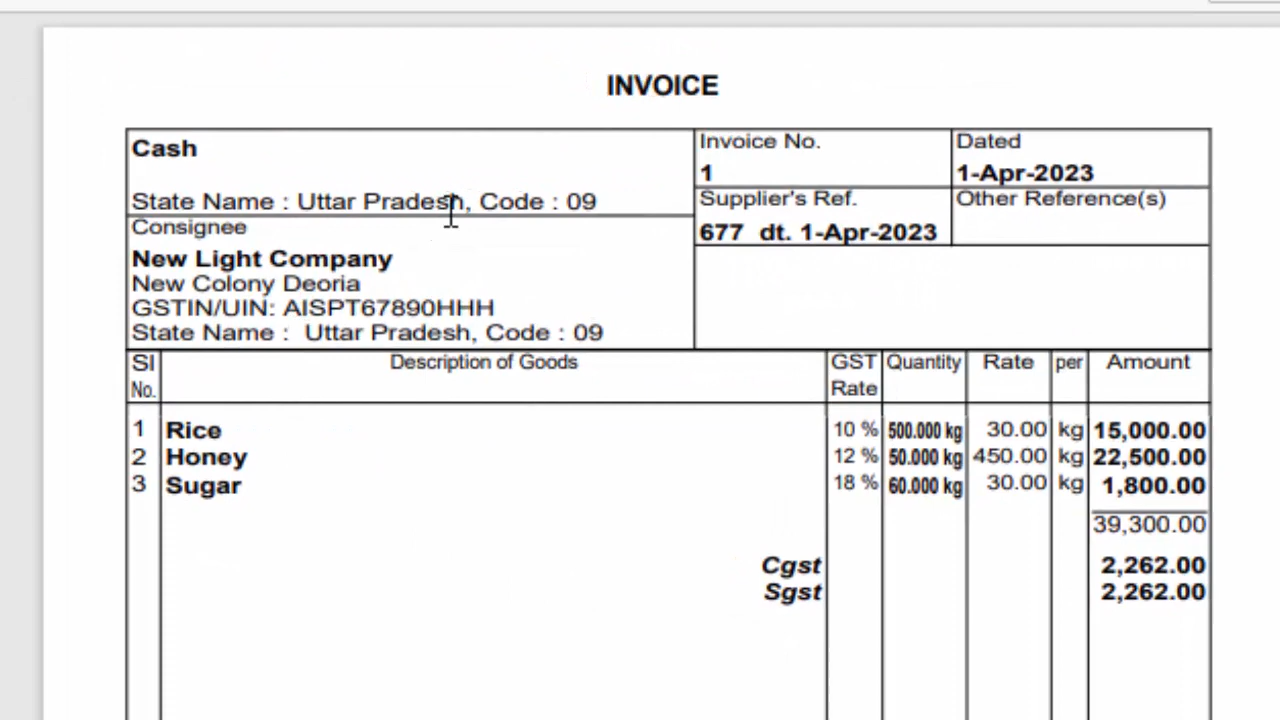 INVOICE
Cash
State Name : Uttar Pradesh, Code : 09
Invoice No.
1
Dated
1-Apr-2023
Supplier's Ref.
677 dt. 1-Apr-2023
Other Reference(s)
Consignee
New Light Company
New Colony Deoria
GSTIN/UIN: AISPT67890HHH
State Name : Uttar Pradesh, Code : 09
Sl No. Description of Goods GST Rate Quantity Rate per Amount
1 Rice 10 % 500.000 kg 30.00 kg 15,000.00
2 Honey 12 % 50.000 kg 450.00 kg 22,500.00
3 Sugar 18 % 60.000 kg 30.00 kg 1,800.00
39,300.00
Cgst 2,262.00
Sgst 2,262.00